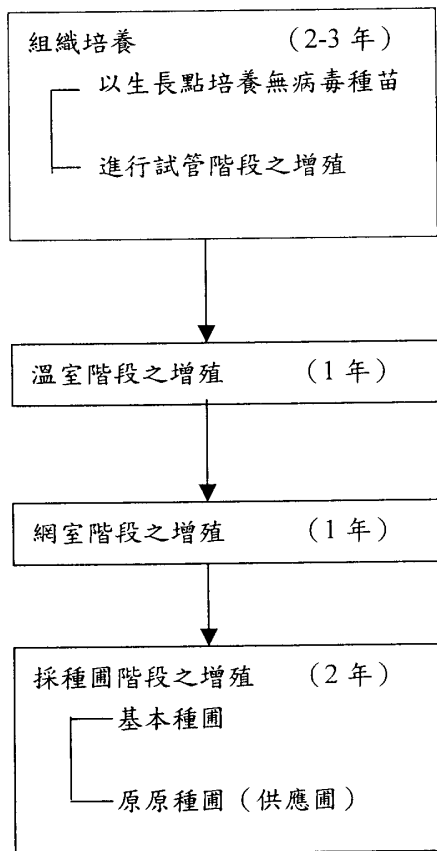 組織培養 (2-3 年)
以生長點培養無病毒種苗
進行試管階段之增殖
溫室階段之增殖 (1 年)
網室階段之增殖 (1 年)
採種圃階段之增殖 (2 年)
基本種圃
原原種圃 (供應圃)